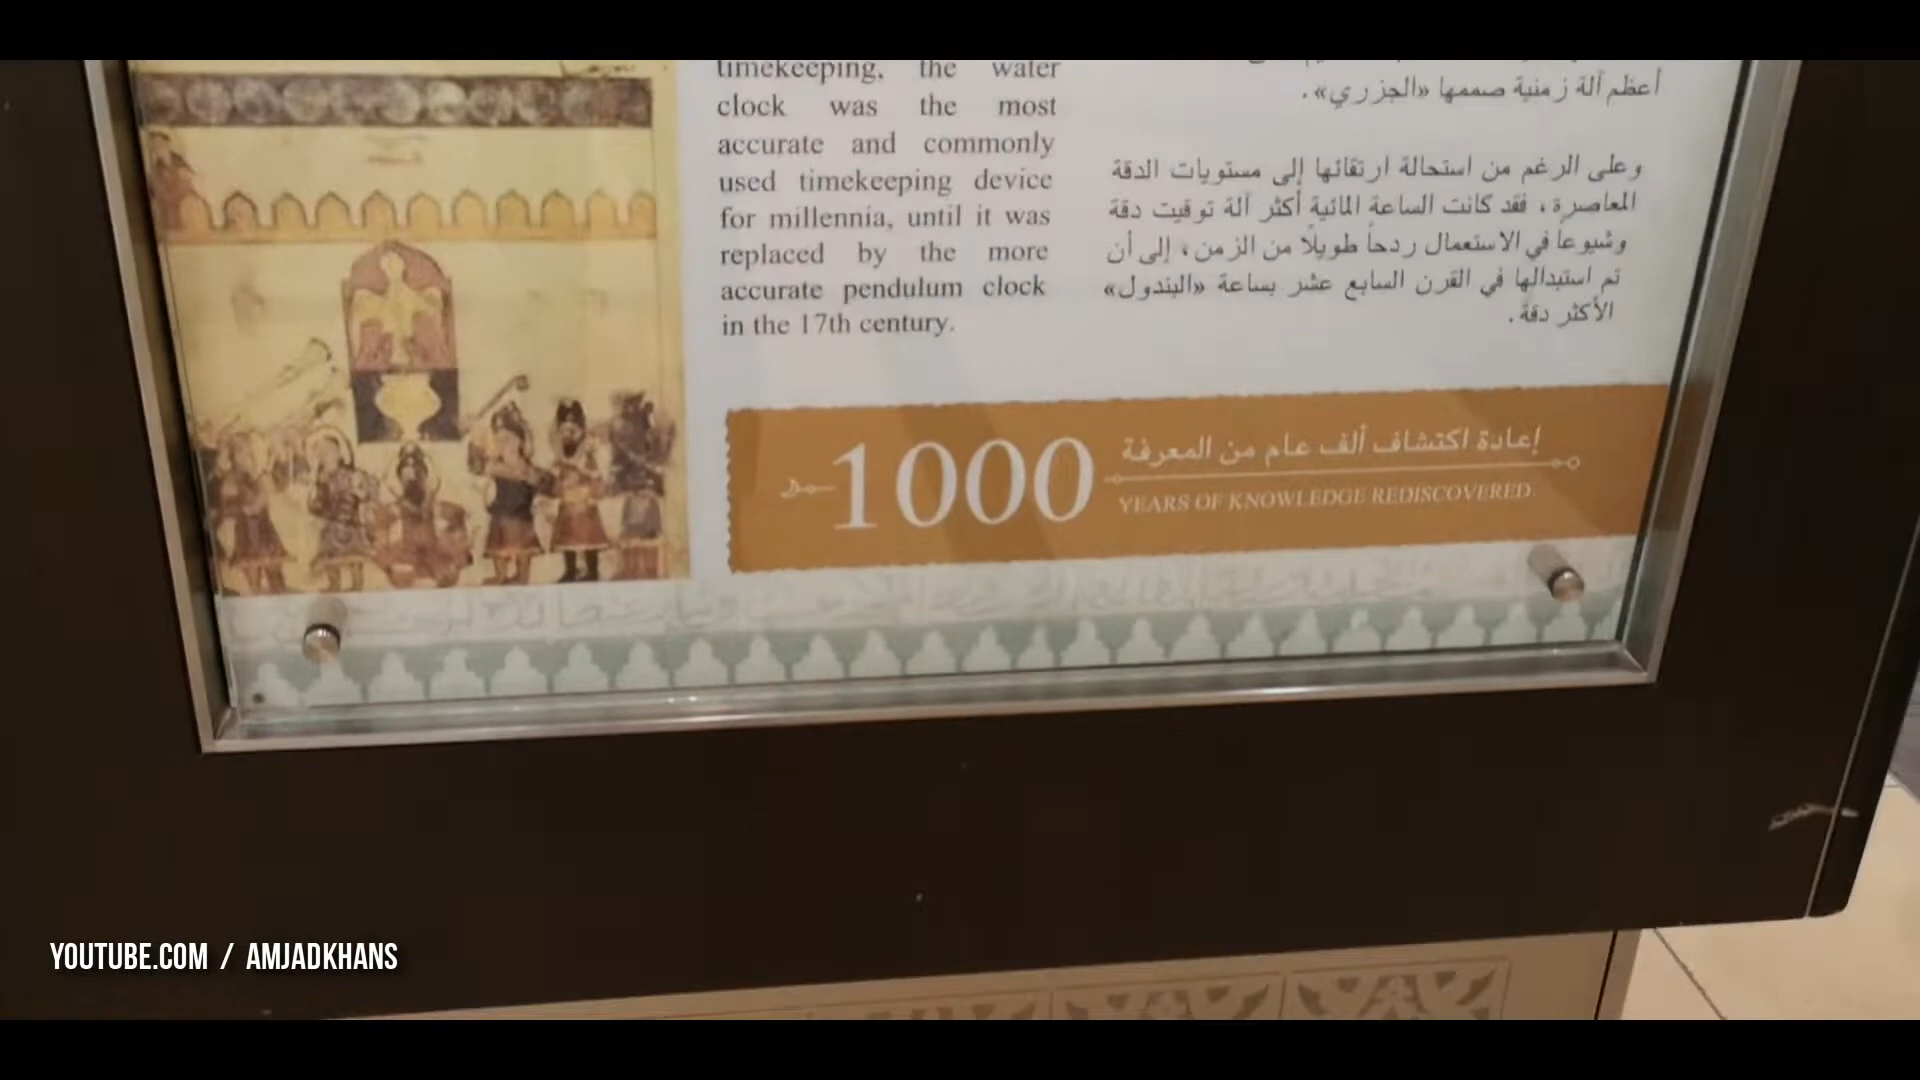 timekeeping, the water
clock was the most
accurate and commonly
used timekeeping device
for millennia, until it was
replaced by the more
accurate pendulum clock
in the 17th century.
أعظم آلة زمنية صممها «الجزري».
وعلى الرغم من استحالة ارتقائها إلى مستويات الدقة
المعاصرة، فقد كانت الساعة المائية أكثر آلة توقيت دقة
وشيوعاً في الاستعمال ردحاً طويلاً من الزمن، إلى أن
تم استبدالها في القرن السابع عشر بساعة «البندول»
الأكثر دقة.
1000
إعادة اكتشاف ألف عام من المعرفة
YEARS OF KNOWLEDGE REDISCOVERED
YOUTUBE.COM / AMJADKHANS